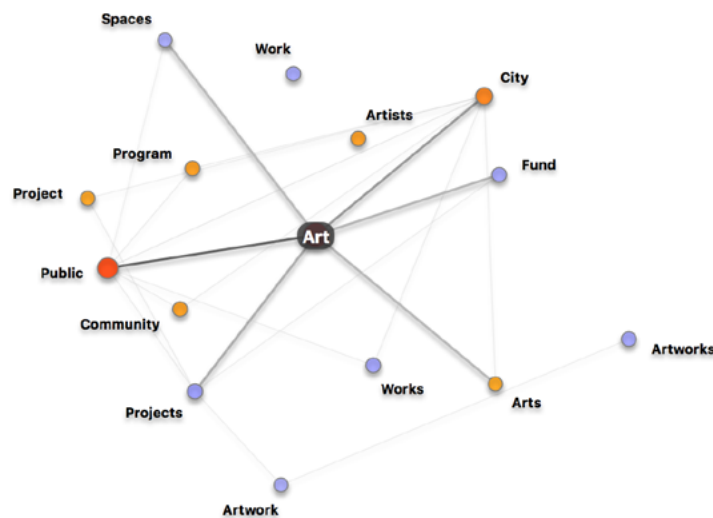 Spaces
Work
City
Artists
Program
Fund
Project
Art
Public
Community
Artworks
Works
Arts
Projects
Artwork